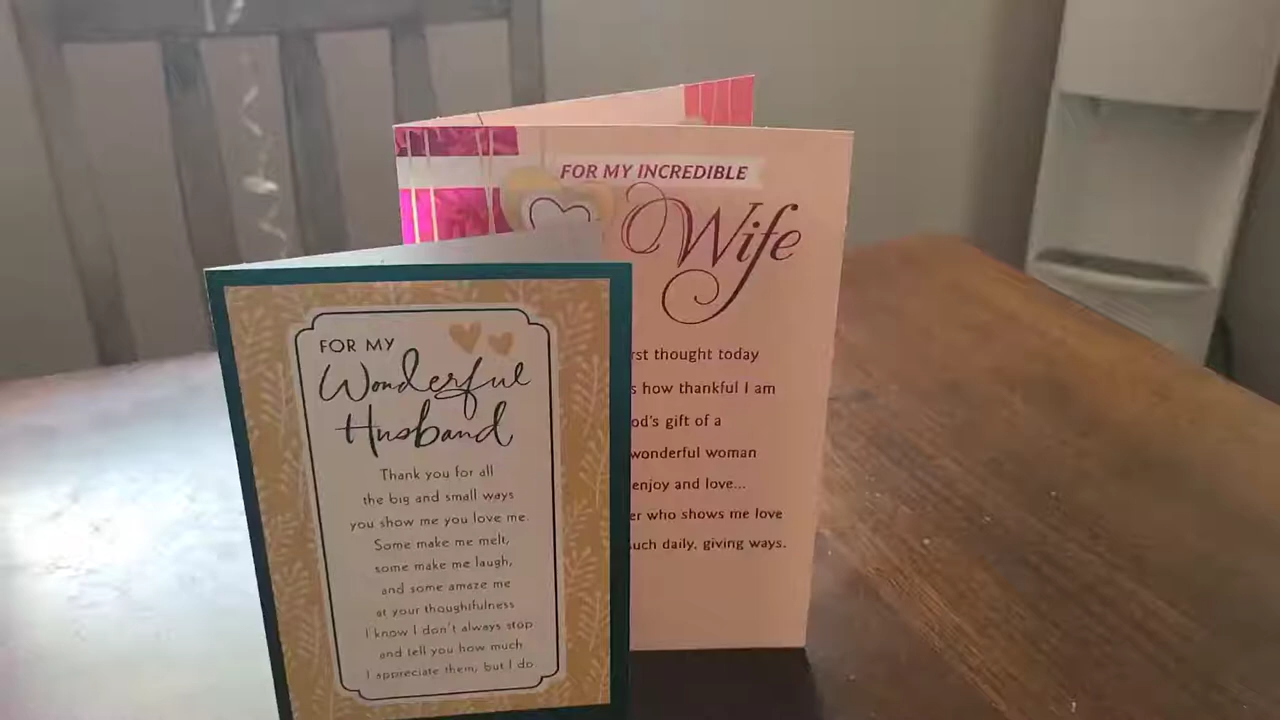 FOR MY INCREDIBLE
Wife
rst thought today
s how thankful I am
od's gift of a
wonderful woman
enjoy and love...
er who shows me love
uch daily, giving ways.
FOR MY
Wonderful
Husband
Thank you for all
the big and small ways
you show me you love me.
Some make me melt,
some make me laugh,
and some amaze me
at your thoughtfulness
I know I don't always stop
and tell you how much
I appreciate them, but I do